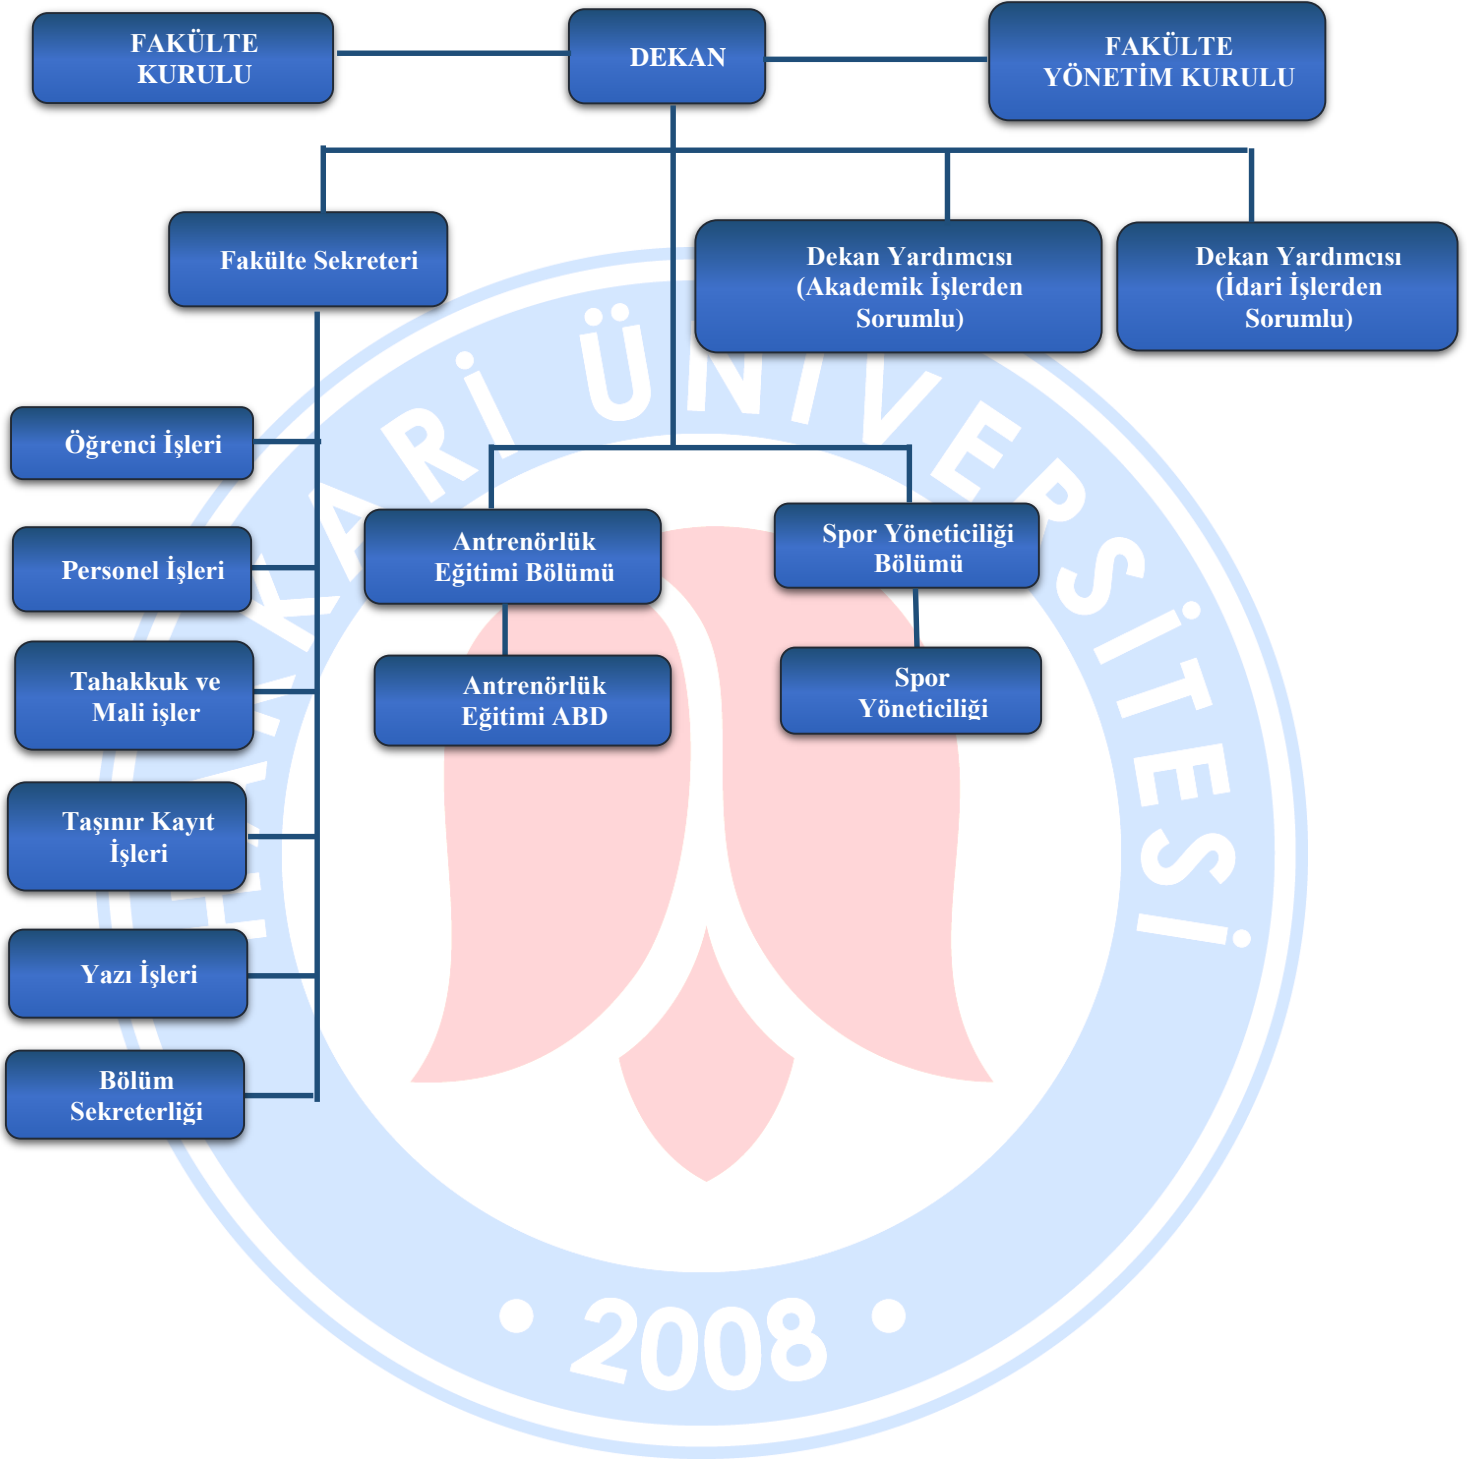 FAKÜLTE
KURULU
DEKAN
FAKÜLTE
YÖNETİM KURULU
Fakülte Sekreteri
Dekan Yardımcısı
(Akademik İşlerden
Sorumlu)
Dekan Yardımcısı
(İdari İşlerden
Sorumlu)
Öğrenci İşleri
Personel İşleri
Tahakkuk ve
Mali işler
Taşınır Kayıt
İşleri
Yazı İşleri
Bölüm
Sekreterliği
Antrenörlük
Eğitimi Bölümü
Spor Yöneticiliği
Bölümü
Antrenörlük
Eğitimi ABD
Spor
Yöneticiliği
HAKKARİ ÜNİVERSİTESİ
• 2008 •